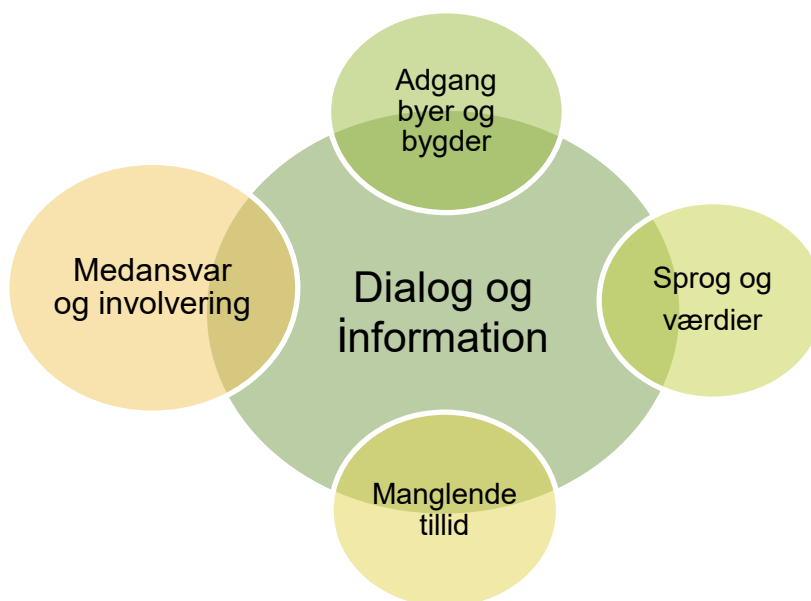 Adgang
byer og
bygder
Medansvar
og involvering
Dialog og
information
Sprog og
værdier
Manglende
tillid